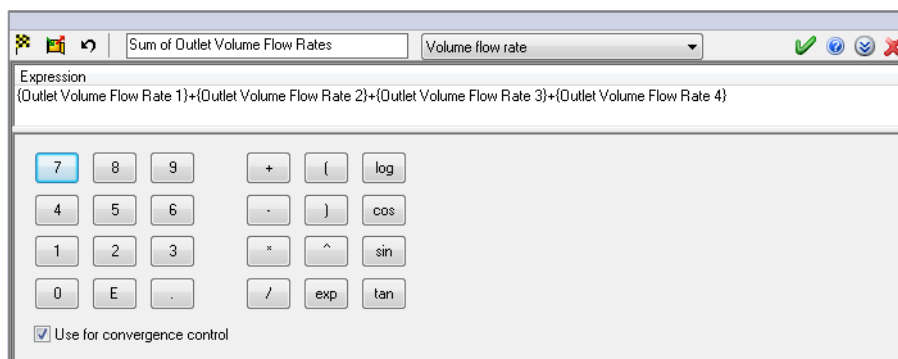 Sum of Outlet Volume Flow Rates Volume flow rate
Expression
{Outlet Volume Flow Rate 1}+{Outlet Volume Flow Rate 2}+{Outlet Volume Flow Rate 3}+{Outlet Volume Flow Rate 4}
7 8 9 + ( log
4 5 6 - ) cos
1 2 3 * ^ sin
0 E . / exp tan
Use for convergence control